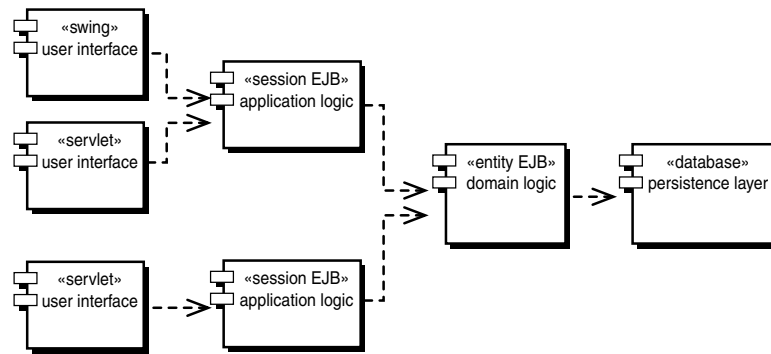 «swing»
user interface
«session EJB»
application logic
«servlet»
user interface
«entity EJB»
domain logic
«database»
persistence layer
«servlet»
user interface
«session EJB»
application logic